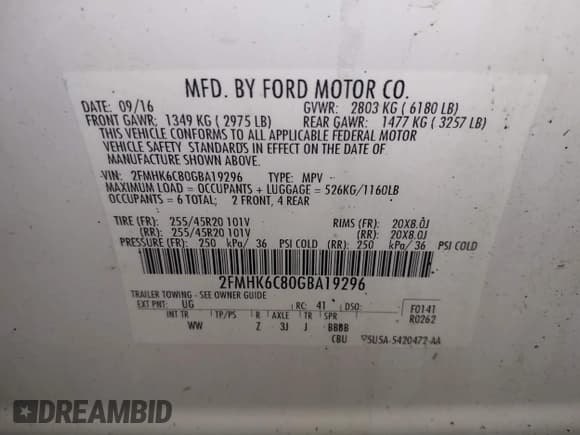 MFD. BY FORD MOTOR CO.
DATE: 09/16 GVWR: 2803 KG ( 6180 LB)
FRONT GAWR: 1349 KG ( 2975 LB) REAR GAWR: 1477 KG ( 3257 LB)
THIS VEHICLE CONFORMS TO ALL APPLICABLE FEDERAL MOTOR
VEHICLE SAFETY STANDARDS IN EFFECT ON THE DATE OF
MANUFACTURE SHOWN ABOVE.
VIN: 2FMHK6C80GBA19296 TYPE: MPV
MAXIMUM LOAD = OCCUPANTS + LUGGAGE = 526KG/1160LB
OCCUPANTS = 6 TOTAL; 2 FRONT, 4 REAR
TIRE (FR): 255/45R20 101V RIMS (FR): 20X8.0J
(RR): 255/45R20 101V (RR): 20X8.0J
PRESSURE (FR): 250 kPa/ 36 PSI COLD (RR): 250 kPa/ 36 PSI COLD
2FMHK6C80GBA19296
TRAILER TOWING - SEE OWNER GUIDE
EXT PNT: UG RC: 41 DSO: F0141
R0262
INT TR TP/PS R AXLE TR SPR
WW Z 3J J BBBB
CBU 5U5A-5420472-AA
DREAMBID